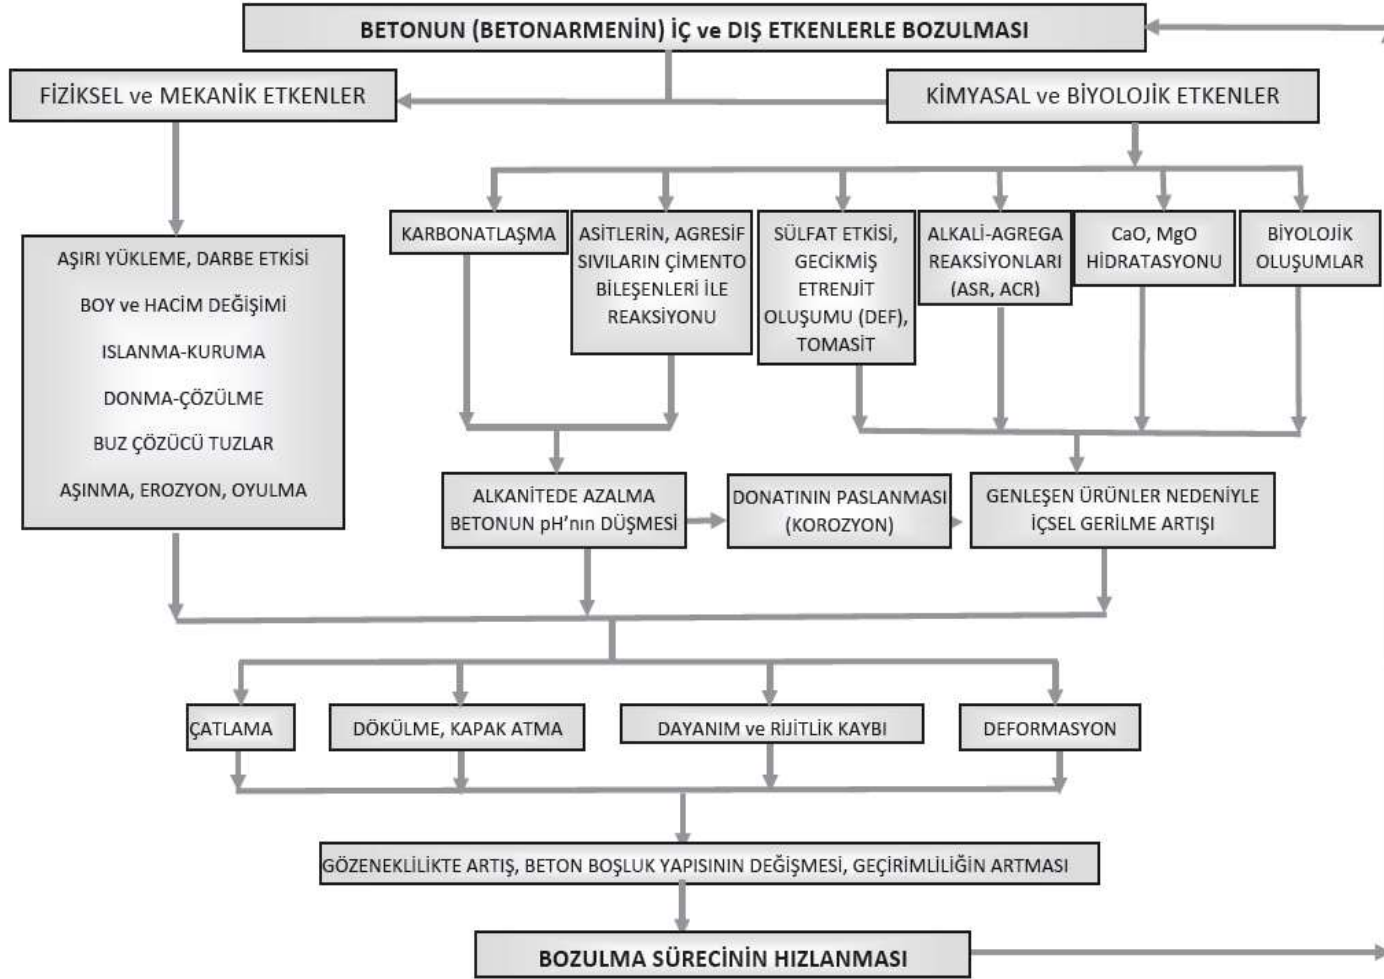 BETONUN (BETONARMENİN) İÇ ve DIŞ ETKENLERLE BOZULMASI
FİZİKSEL ve MEKANİK ETKENLER
KİMYASAL ve BİYOLOJİK ETKENLER
AŞIRI YÜKLEME, DARBE ETKİSİ
BOY ve HACİM DEĞİŞİMİ
ISLANMA-KURUMA
DONMA-ÇÖZÜLME
BUZ ÇÖZÜCÜ TUZLAR
AŞINMA, EROZYON, OYULMA
KARBONATLAŞMA
ASİTLERİN, AGRESİF
SIVILARIN ÇİMENTO
BİLEŞENLERİ İLE
REAKSİYONU
SÜLFAT ETKİSİ,
GECİKMİŞ
ETRENJİT
OLUŞUMU (DEF),
TOMASİT
ALKALİ-AGREGA
REAKSİYONLARI
(ASR, ACR)
CaO, MgO
HİDRATASYONU
BİYOLOJİK
OLUŞUMLAR
ALKANİTEDE AZALMA
BETONUN pH'nın DÜŞMESİ
DONATININ PASLANMASI
(KOROZYON)
GENLEŞEN ÜRÜNLER NEDENİYLE
İÇSEL GERİLME ARTIŞI
ÇATLAMA
DÖKÜLME, KAPAK ATMA
DAYANIM ve RİJİTLİK KAYBI
DEFORMASYON
GÖZENEKLİLİKTE ARTIŞ, BETON BOŞLUK YAPISININ DEĞİŞMESİ, GEÇİRİMLİLİĞİN ARTMASI
BOZULMA SÜRECİNİN HIZLANMASI